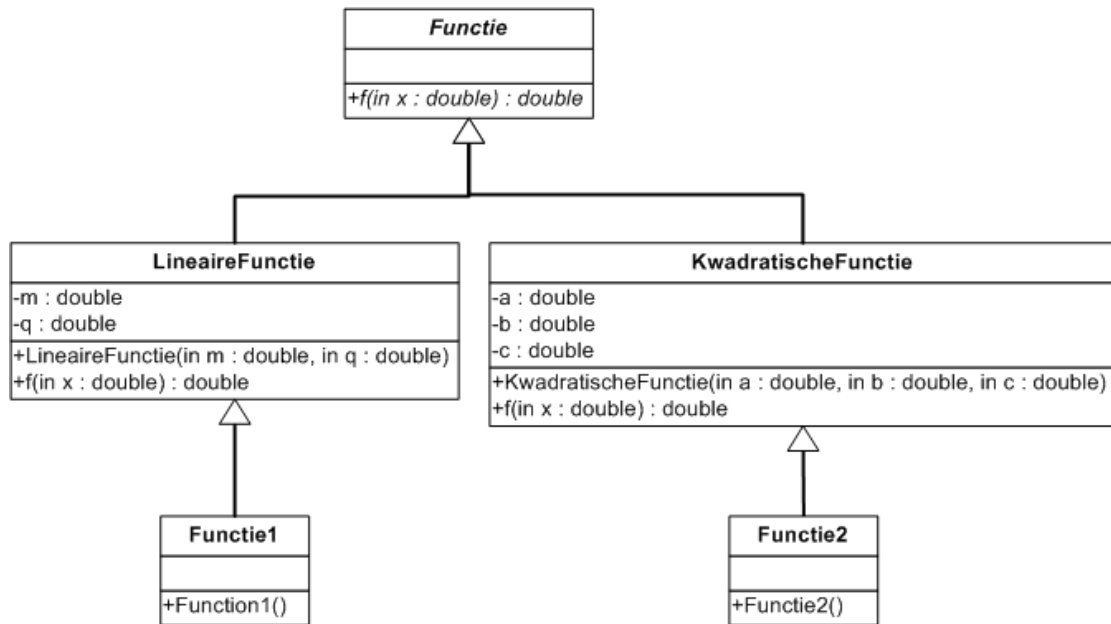 Functie
+f(in x : double) : double
LineaireFunctie
-m : double
-q : double
+LineaireFunctie(in m : double, in q : double)
+f(in x : double) : double
KwadratischeFunctie
-a : double
-b : double
-c : double
+KwadratischeFunctie(in a : double, in b : double, in c : double)
+f(in x : double) : double
Functie1
+Function1()
Functie2
+Functie2()